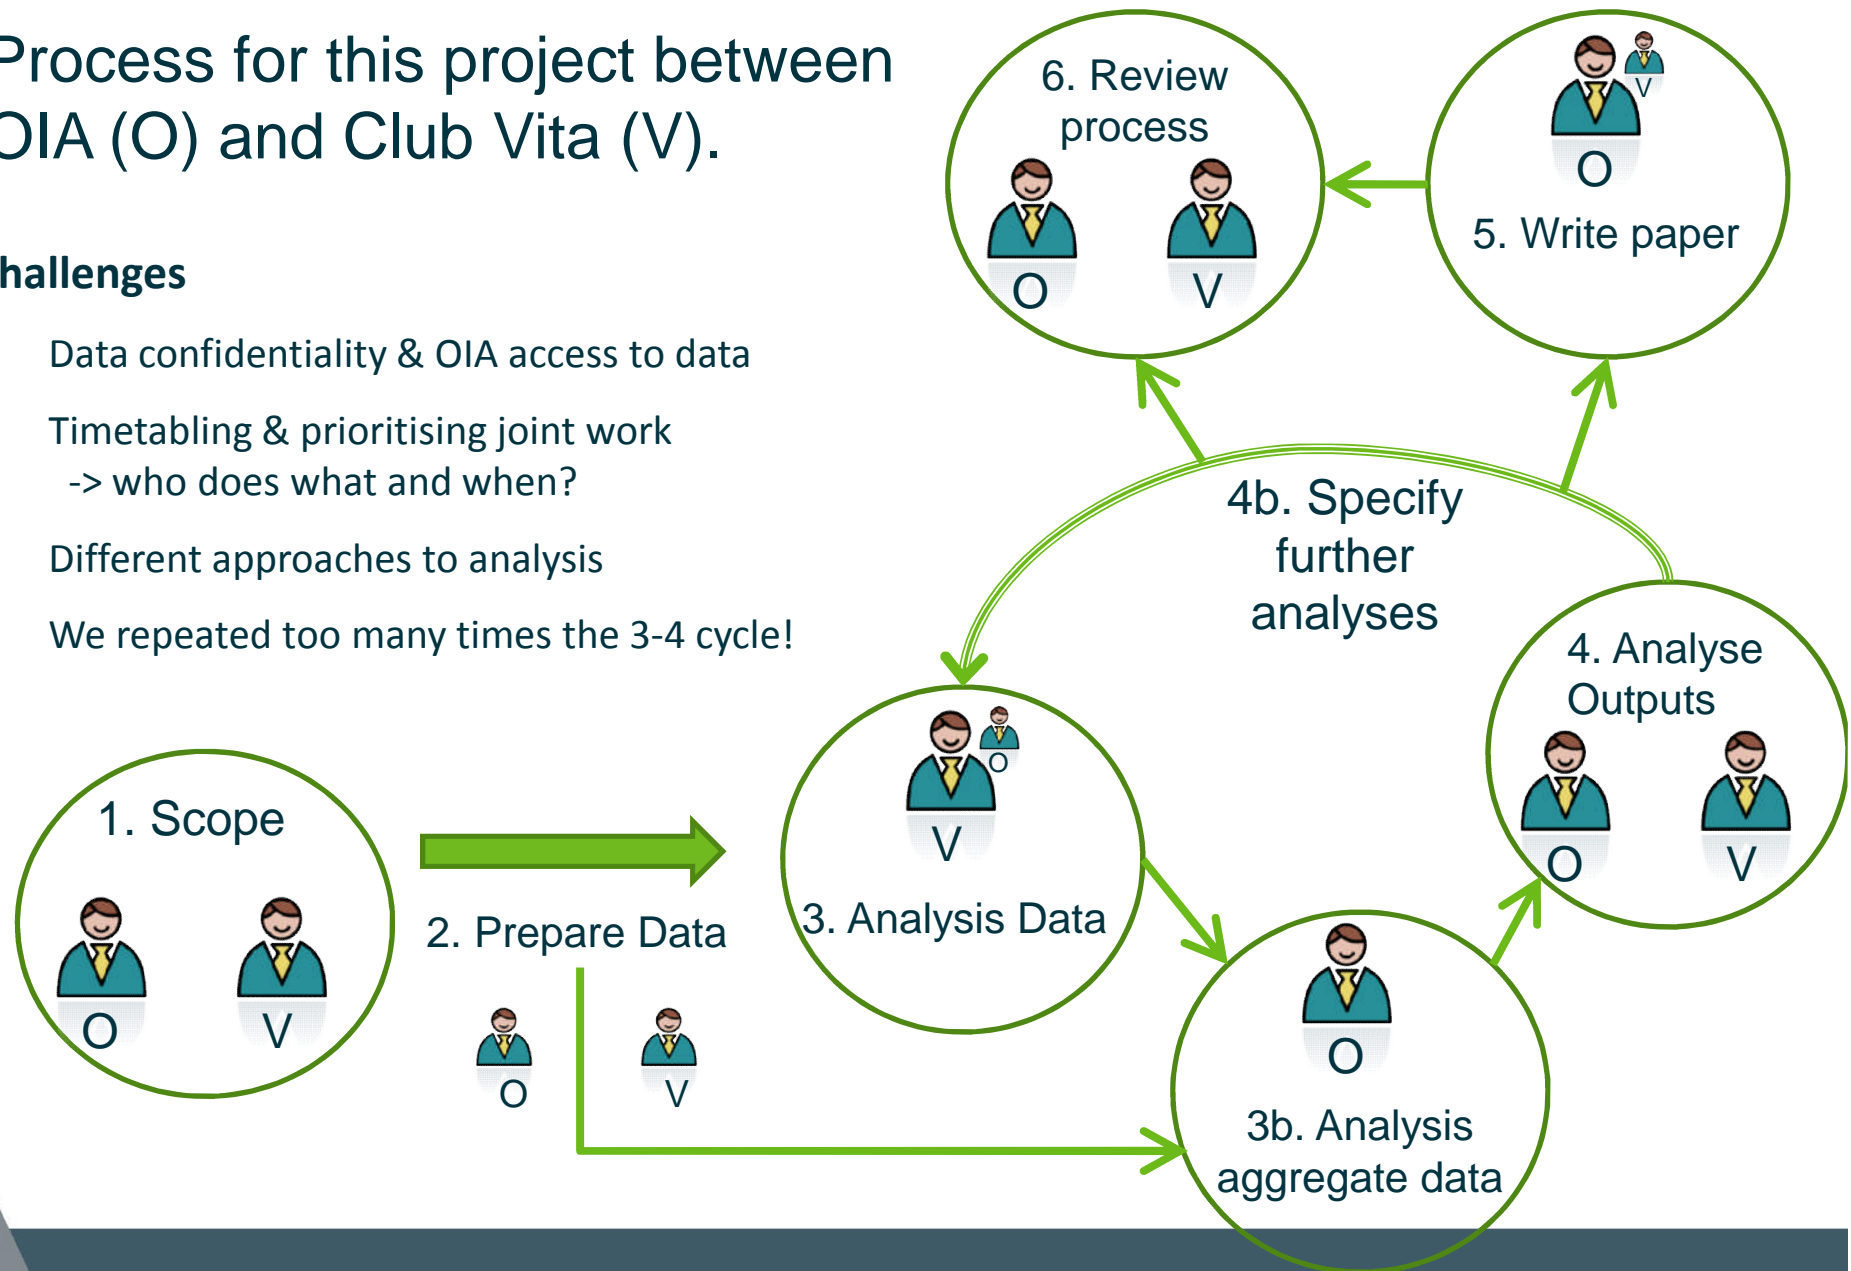 Process for this project between
OIA (O) and Club Vita (V).
hallenges
Data confidentiality & OIA access to data
Timetabling & prioritising joint work
-> who does what and when?
Different approaches to analysis
We repeated too many times the 3-4 cycle!
1. Scope
O
V
2. Prepare Data
O
V
3. Analysis Data
V
O
3b. Analysis
aggregate data
O
4. Analyse
Outputs
O
V
4b. Specify
further
analyses
5. Write paper
O
V
6. Review
process
O
V